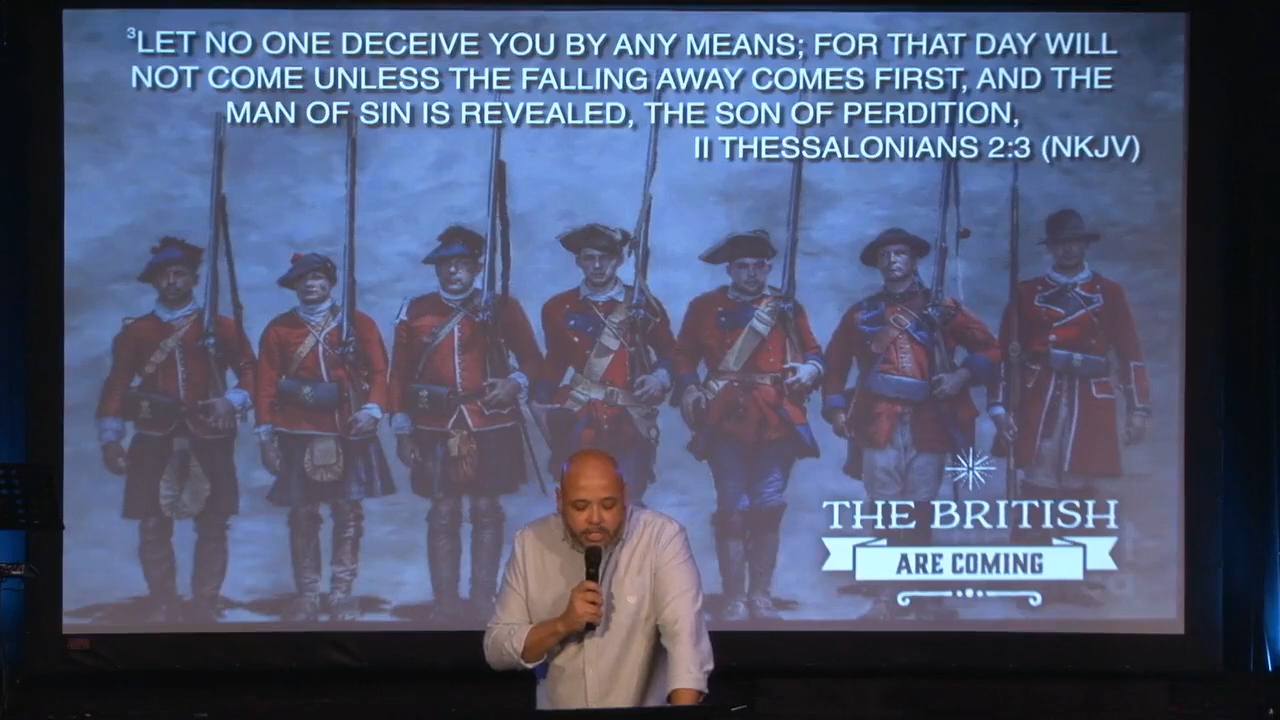 ³LET NO ONE DECEIVE YOU BY ANY MEANS; FOR THAT DAY WILL
NOT COME UNLESS THE FALLING AWAY COMES FIRST, AND THE
MAN OF SIN IS REVEALED, THE SON OF PERDITION,
II THESSALONIANS 2:3 (NKJV)
THE BRITISH
ARE COMING